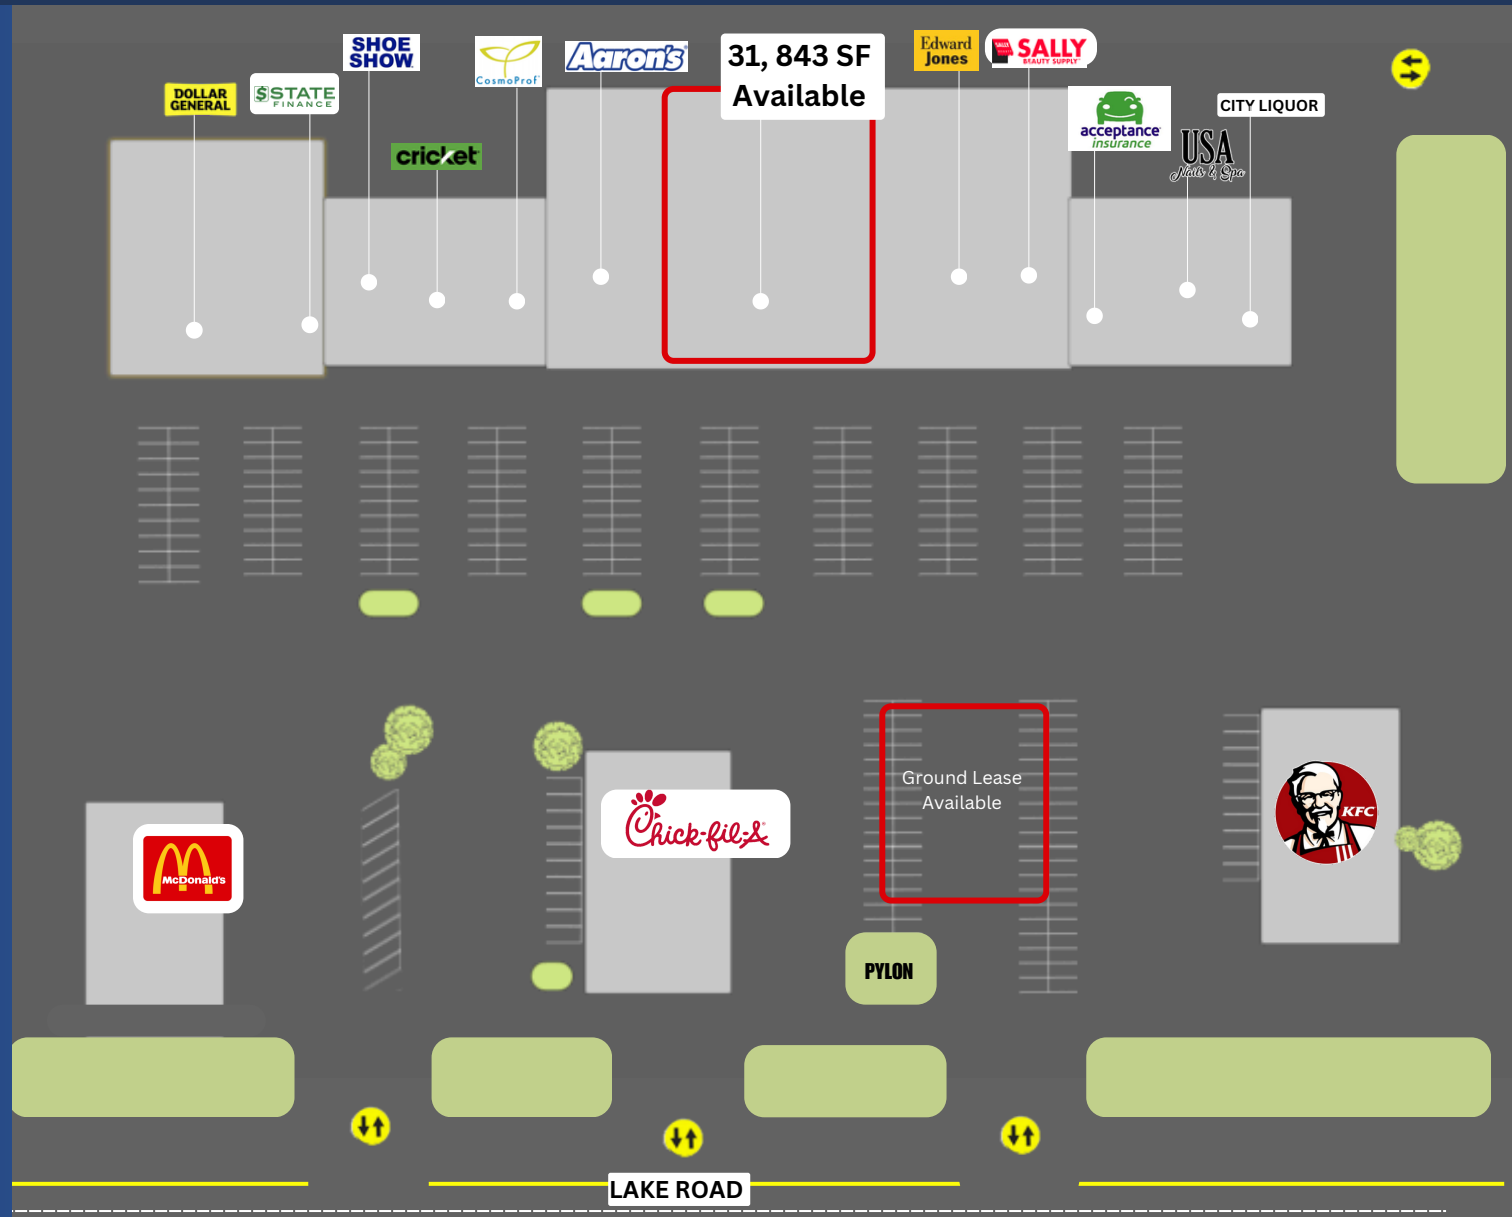 SHOE
SHOW
CosmoProf
Aaron's
31, 843 SF
Available
Edward
Jones
SALLY
BEAUTY SUPPLY
DOLLAR
GENERAL
$STATE
FINANCE
acceptance
insurance
CITY LIQUOR
cricket
USA
Nails & Spa
Ground Lease
Available
Chick-fil-A
KFC
McDonald's
PYLON
LAKE ROAD